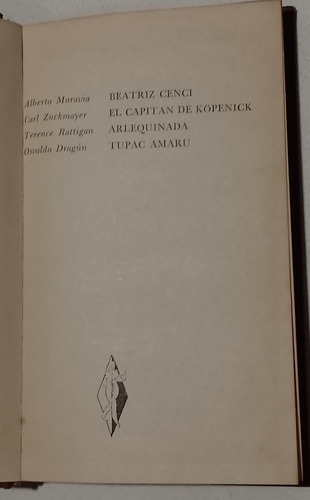 Alberto Moravia BEATRIZ CENCI
Carl Zuckmayer EL CAPITAN DE KÖPENICK
Terence Rattigan ARLEQUINADA
Osvaldo Dragún TUPAC AMARU